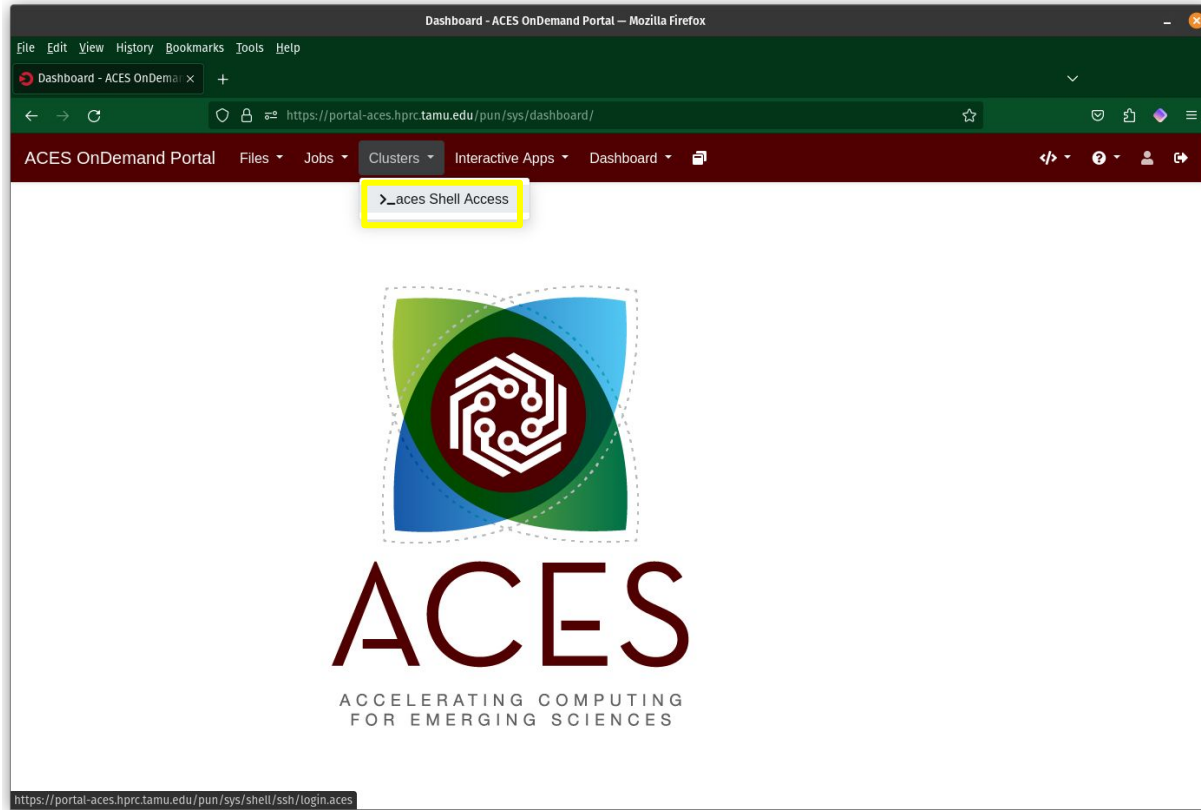 Dashboard - ACES OnDemand Portal — Mozilla Firefox
File Edit View History Bookmarks Tools Help
Dashboard - ACES OnDema
https://portal-aces.hprc.tamu.edu/pun/sys/dashboard/
ACES OnDemand Portal Files Jobs Clusters Interactive Apps Dashboard
>_aces Shell Access
ACES
ACCELERATING COMPUTING
FOR EMERGING SCIENCES
https://portal-aces.hprc.tamu.edu/pun/sys/shell/ssh/login.aces